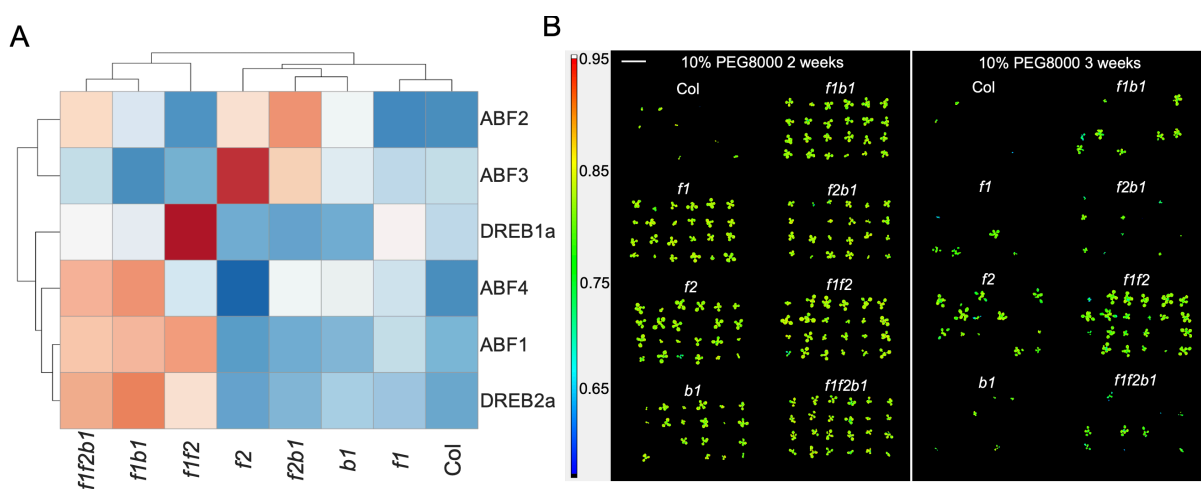 A
ABF2
ABF3
DREB1a
ABF4
ABF1
DREB2a
f1f2b1
f1b1
f1f2
f2
f2b1
b1
f1
Col
B
0.95
0.85
0.75
0.65
10% PEG8000 2 weeks
Col
f1b1
f1
f2b1
f2
f1f2
b1
f1f2b1
10% PEG8000 3 weeks
Col
f1b1
f1
f2b1
f2
f1f2
b1
f1f2b1